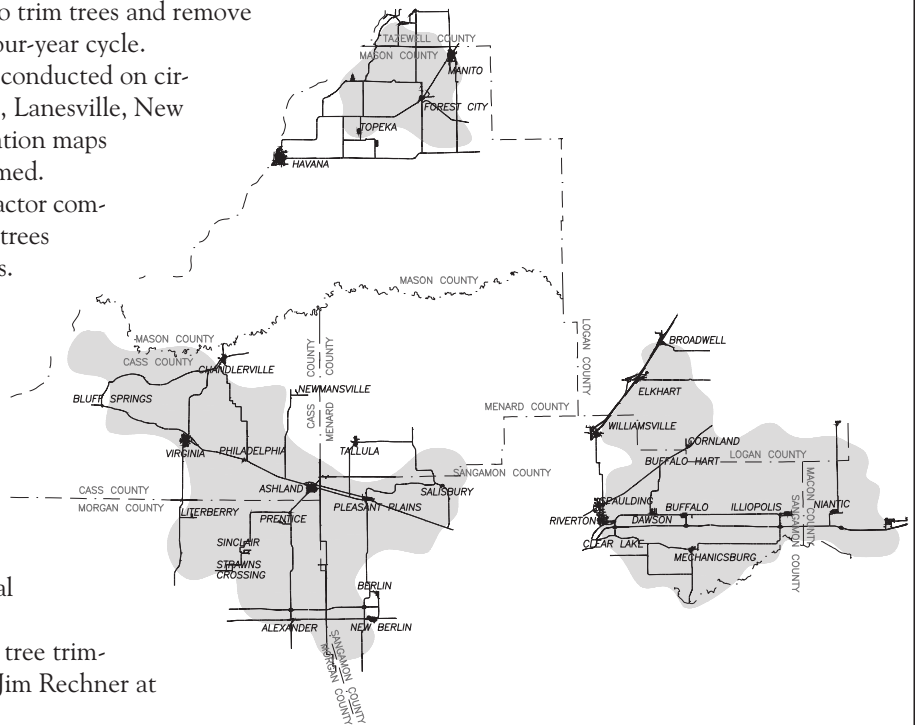 o trim trees and remove
our-year cycle.
conducted on cir-
, Lanesville, New
ntion maps
med.
actor com-
trees
s.
al
tree trim-
Jim Rechner at
TAZEWELL COUNTY
MASON COUNTY
MANITO
FOREST CITY
TOPEKA
HAVANA
MASON COUNTY
MASON COUNTY
CASS COUNTY
CHANDLERVILLE
BLUFF SPRINGS
NEWMANSVILLE
CASS COUNTY
MENARD COUNTY
LOGAN COUNTY
MENARD COUNTY
VIRGINIA
PHILADELPHIA
TALLULA
SANGAMON COUNTY
CASS COUNTY
MORGAN COUNTY
ASHLAND
SALISBURY
PLEASANT PLAINS
LITERBERRY
PRENTICE
SINCLAIR
STRAWNS
CROSSING
BERLIN
ALEXANDER
NEW BERLIN
SANGAMON COUNTY
MORGAN COUNTY
BROADWELL
ELKHART
WILLIAMSVILLE
CORNLAND
LOGAN COUNTY
BUFFALO HART
MACON COUNTY
SANGAMON COUNTY
SPAULDING
RIVERTON
DAWSON
BUFFALO
ILLIOPOLIS
NIANTIC
CLEAR LAKE
MECHANICSBURG